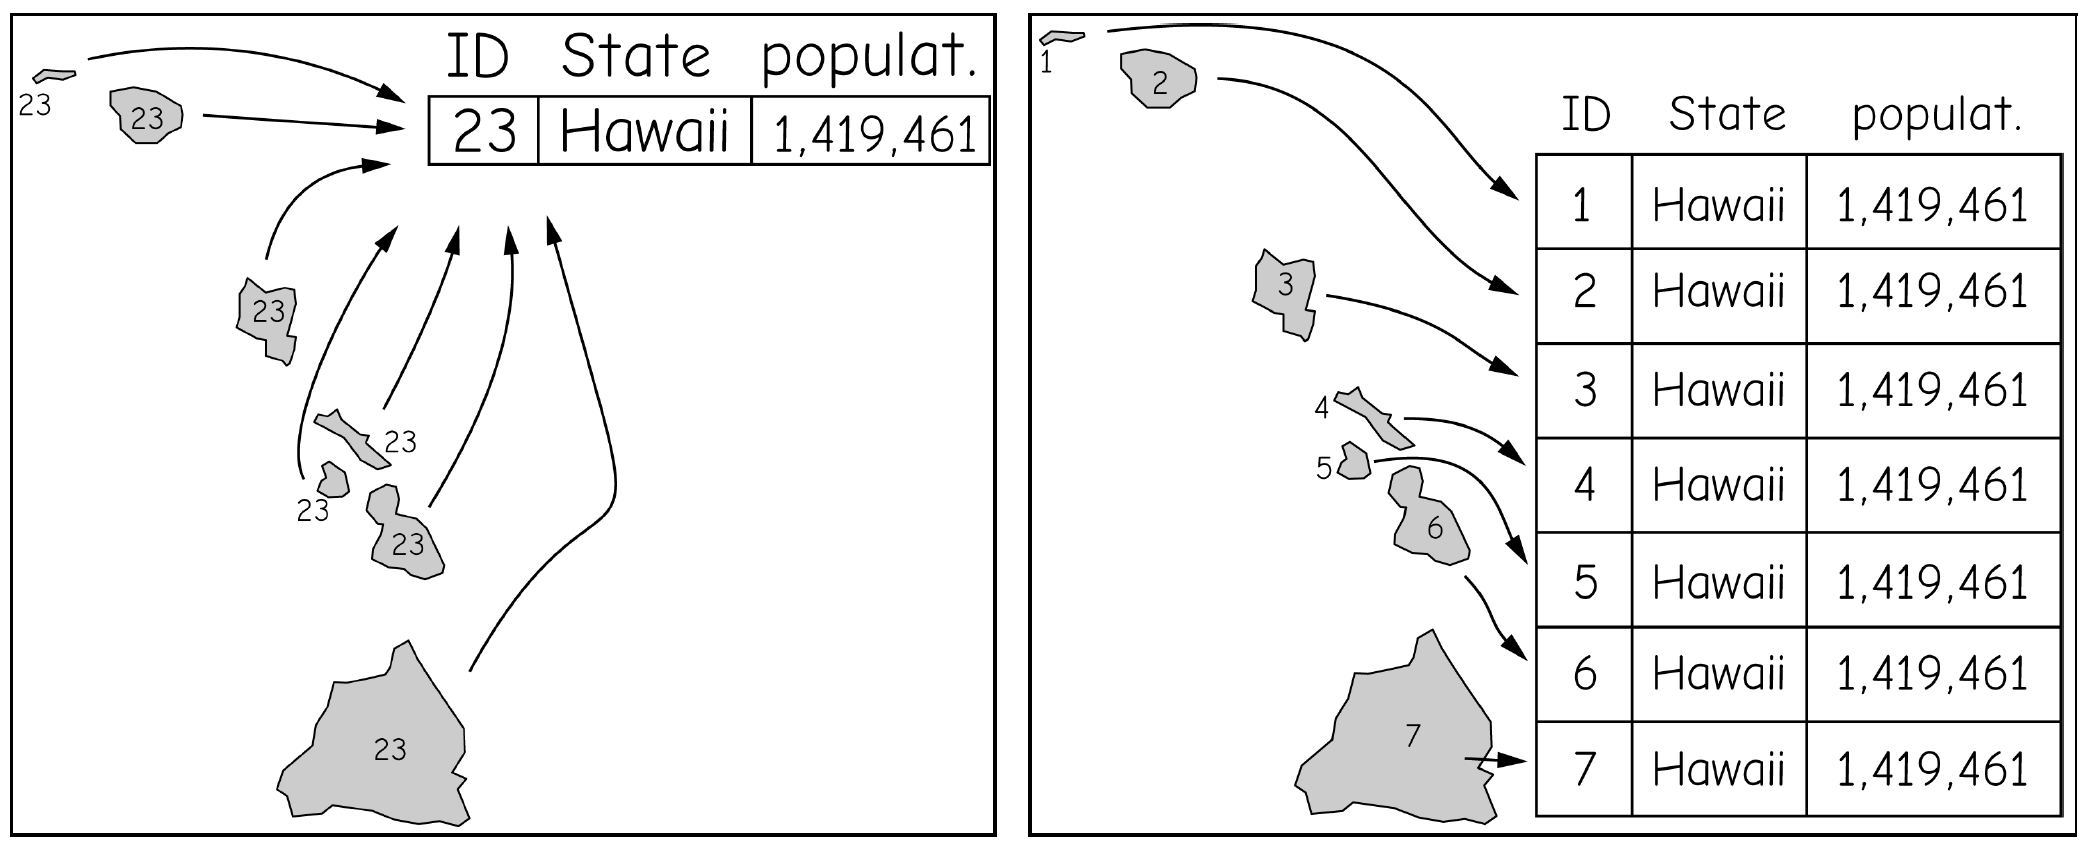 ID State populat.
23 Hawaii 1,419,461
23
23
23
23
23
23
23
ID State populat.
1 Hawaii 1,419,461
2 Hawaii 1,419,461
3 Hawaii 1,419,461
4 Hawaii 1,419,461
5 Hawaii 1,419,461
6 Hawaii 1,419,461
7 Hawaii 1,419,461
1
2
3
4
5
6
7